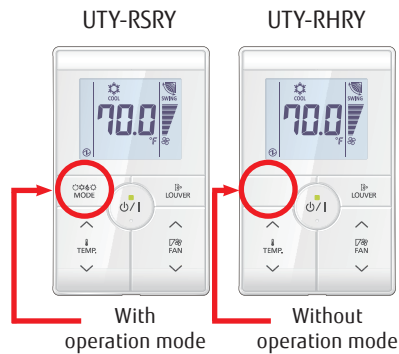 UTY-RSRY
UTY-RHRY
COOL
SWING
70.0
°F
MODE
LOUVER
TEMP.
FAN
COOL
SWING
70.0
°F
LOUVER
TEMP.
FAN
With
operation mode
Without
operation mode